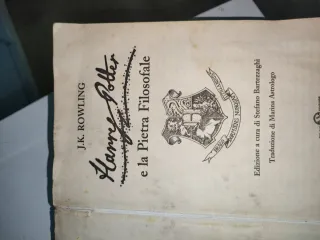 J.K. ROWLING
Harry Potter
e la Pietra Filosofale
Edizione a cura di Stefano Bartezzaghi
Traduzione di Marina Astrologo